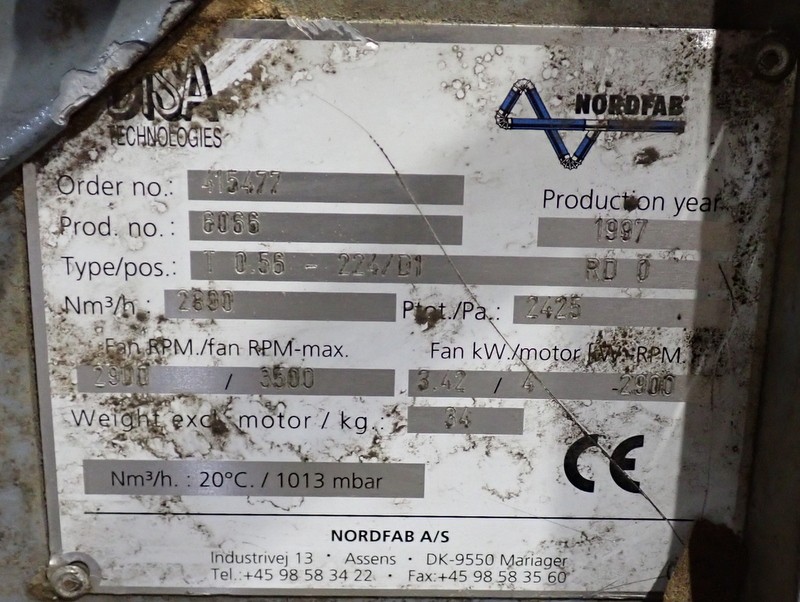 DISA
TECHNOLOGIES
NORDFAB
Order no.: 415477
Production year
Prod. no.: 6066
1997
Type/pos.: T 0.56 - 224/D1 RD 0
Nm³/h : 2800
Ptot./Pa.: 2425
Fan RPM./fan RPM-max.
Fan kW./motor kW.-RPM.
2900 / 3500
3.42 / 4 -2900
Weight excl. motor / kg.: 34
Nm³/h. : 20°C. / 1013 mbar
CE
NORDFAB A/S
Industrivej 13 • Assens • DK-9550 Mariager
Tel.:+45 98 58 34 22 • Fax:+45 98 58 35 60